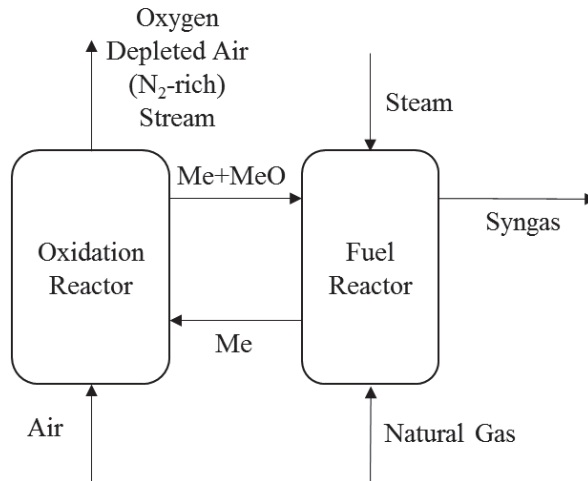 Oxygen
Depleted Air
(N₂-rich)
Stream
Steam
Me+MeO
Syngas
Oxidation
Reactor
Fuel
Reactor
Me
Air
Natural Gas